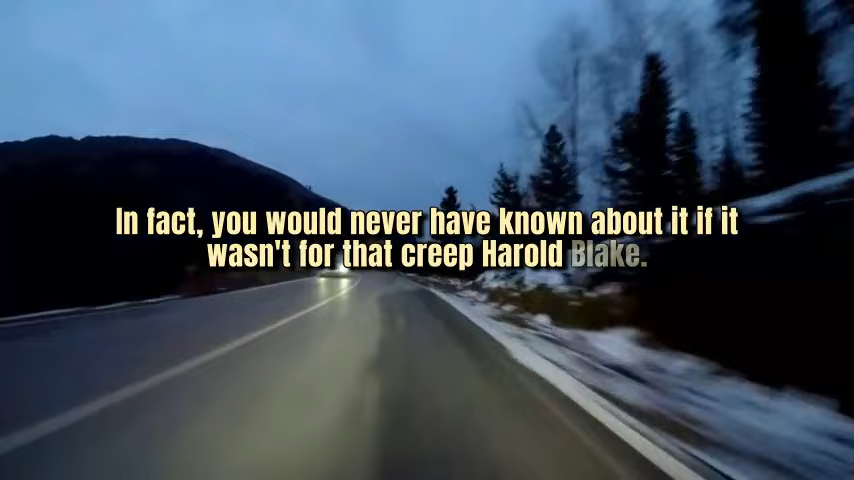 In fact, you would never have known about it if it
wasn't for that creep Harold Blake.